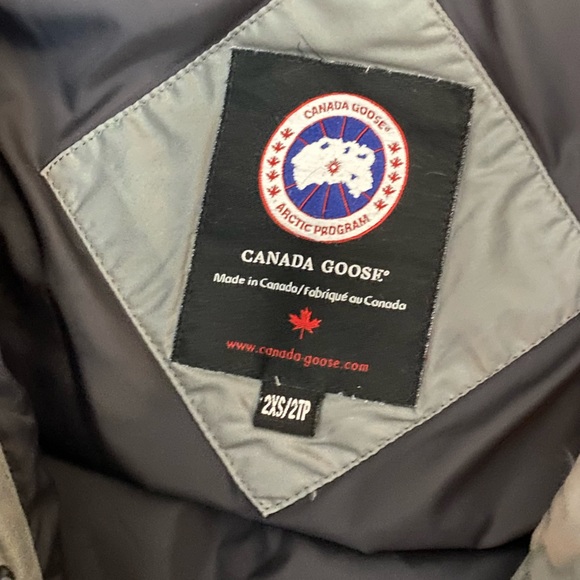 CANADA GOOSE®
ARCTIC PROGRAM
CANADA GOOSE®
Made in Canada/Fabriqué au Canada
www.canada-goose.com
2XS/2TP